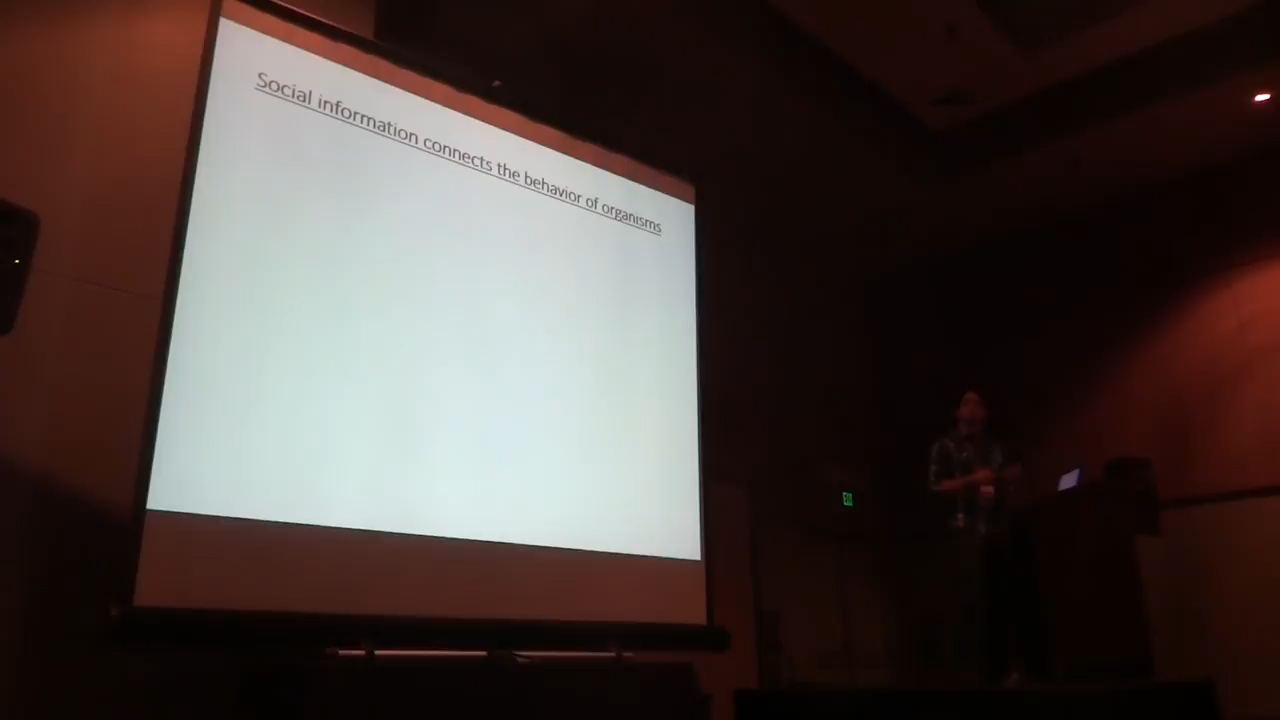 Social information connects the behavior of organisms